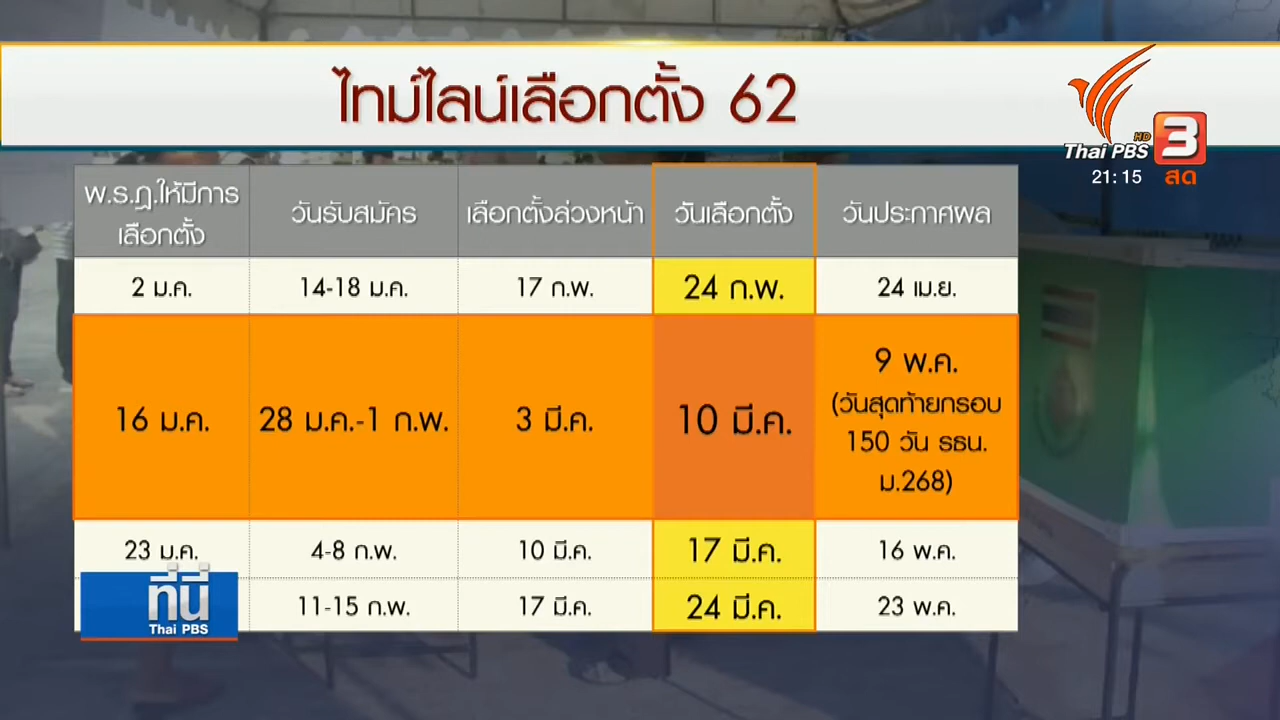 ไทม์ไลน์เลือกตั้ง 62
HD
Thai PBS 3
21:15 สด
พ.ร.ฎ.ให้มีการ
เลือกตั้ง
วันรับสมัคร
เลือกตั้งล่วงหน้า
วันเลือกตั้ง
วันประกาศผล
2 ม.ค. 14-18 ม.ค. 17 ก.พ. 24 ก.พ. 24 เม.ย.
16 ม.ค. 28 ม.ค.-1 ก.พ. 3 มี.ค. 10 มี.ค.
9 พ.ค.
(วันสุดท้ายกรอบ
150 วัน รธน.
ม.268)
23 ม.ค. 4-8 ก.พ. 10 มี.ค. 17 มี.ค. 16 พ.ค.
11-15 ก.พ. 17 มี.ค. 24 มี.ค. 23 พ.ค.
ที่นี่
Thai PBS